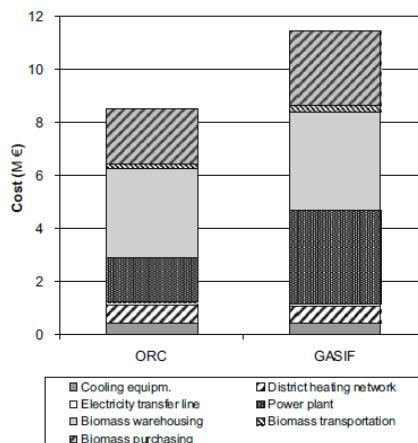 12
10
8
6
4
2
0
Cost (M €)
ORC GASIF
Cooling equipm. District heating network
Electricity transfer line Power plant
Biomass warehousing Biomass transportation
Biomass purchasing